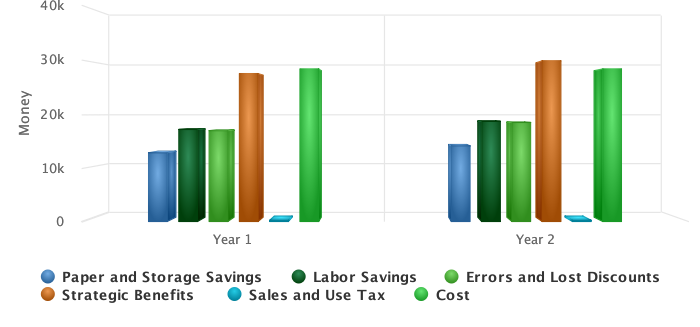 40k
30k
20k
10k
0
Money
Year 1
Year 2
Paper and Storage Savings
Labor Savings
Errors and Lost Discounts
Strategic Benefits
Sales and Use Tax
Cost